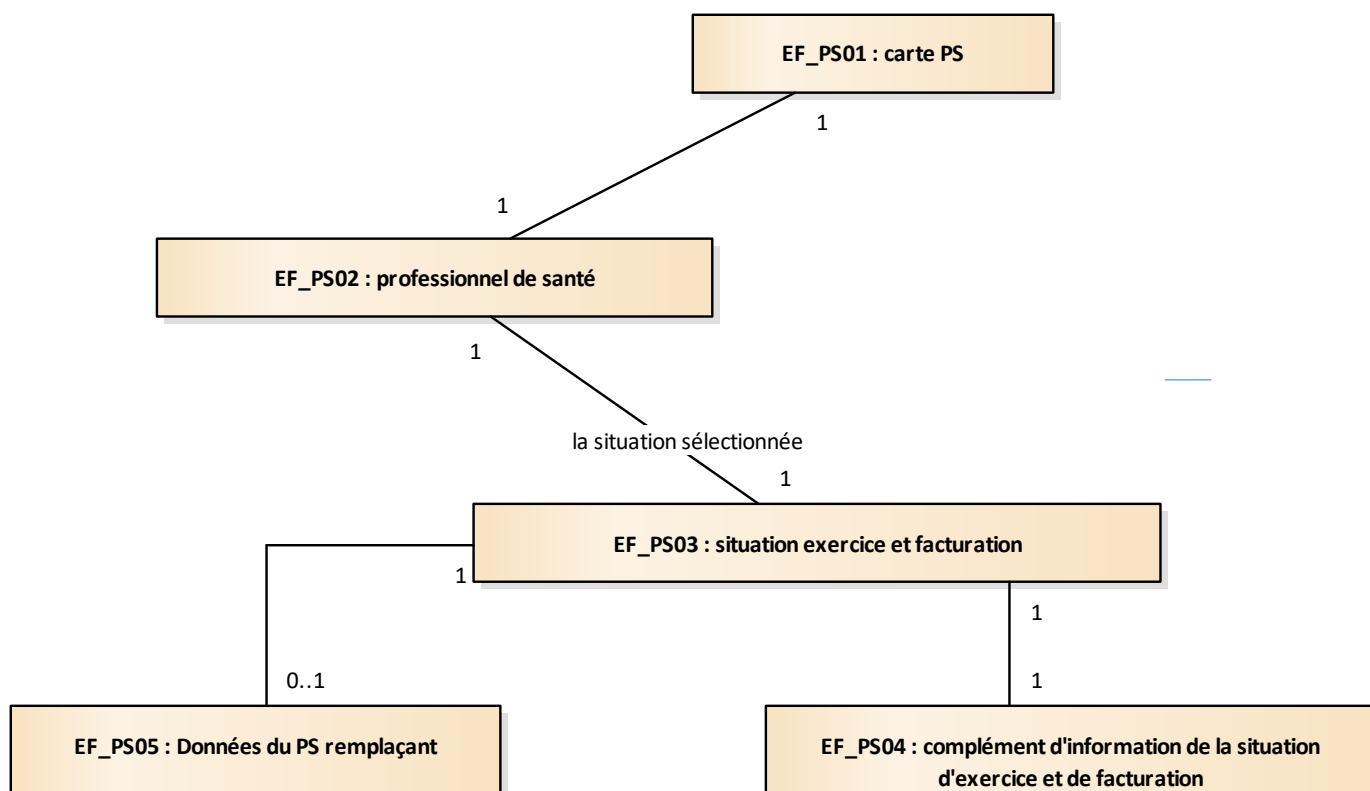 EF_PS01 : carte PS
1
1
EF_PS02 : professionnel de santé
1
la situation sélectionnée
1
EF_PS03 : situation exercice et facturation
1
1
0..1
1
EF_PS05 : Données du PS remplaçant
EF_PS04 : complément d'information de la situation
d'exercice et de facturation